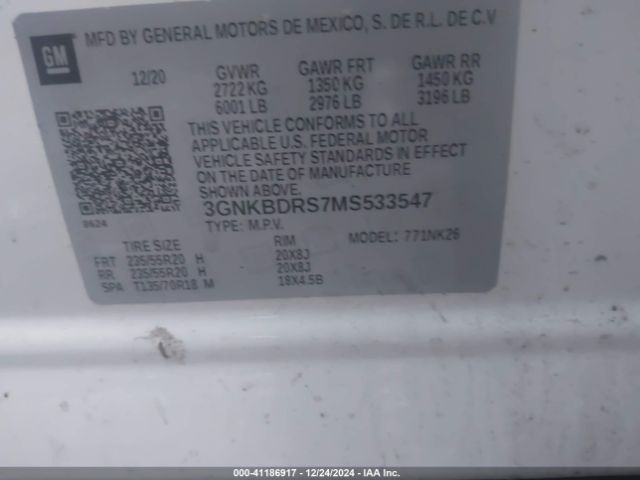 GM
MFD BY GENERAL MOTORS DE MEXICO, S. DE R.L. DE C.V
12/20 GVWR GAWR FRT GAWR RR
2722 KG 1350 KG 1450 KG
6001 LB 2976 LB 3196 LB
THIS VEHICLE CONFORMS TO ALL
APPLICABLE U.S. FEDERAL MOTOR
VEHICLE SAFETY STANDARDS IN EFFECT
ON THE DATE OF MANUFACTURE
SHOWN ABOVE.
3GNKBDRS7MS533547
8624
TYPE: M.P.V. MODEL: 771NK26
TIRE SIZE RIM
FRT 235/55R20 H 20X8J
RR 235/55R20 H 20X8J
SPA T135/70R18 M 18X4.5B
000-41186917 - 12/24/2024 - IAA Inc.